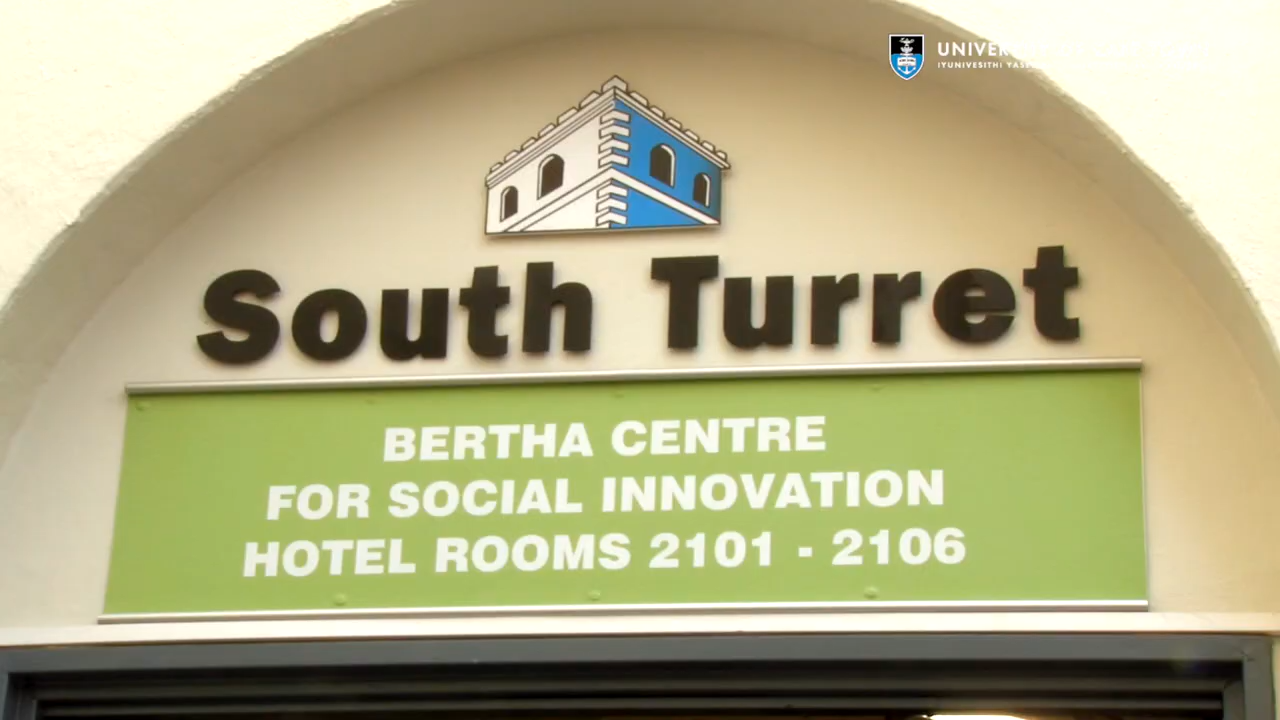 South Turret
BERTHA CENTRE
FOR SOCIAL INNOVATION
HOTEL ROOMS 2101 - 2106